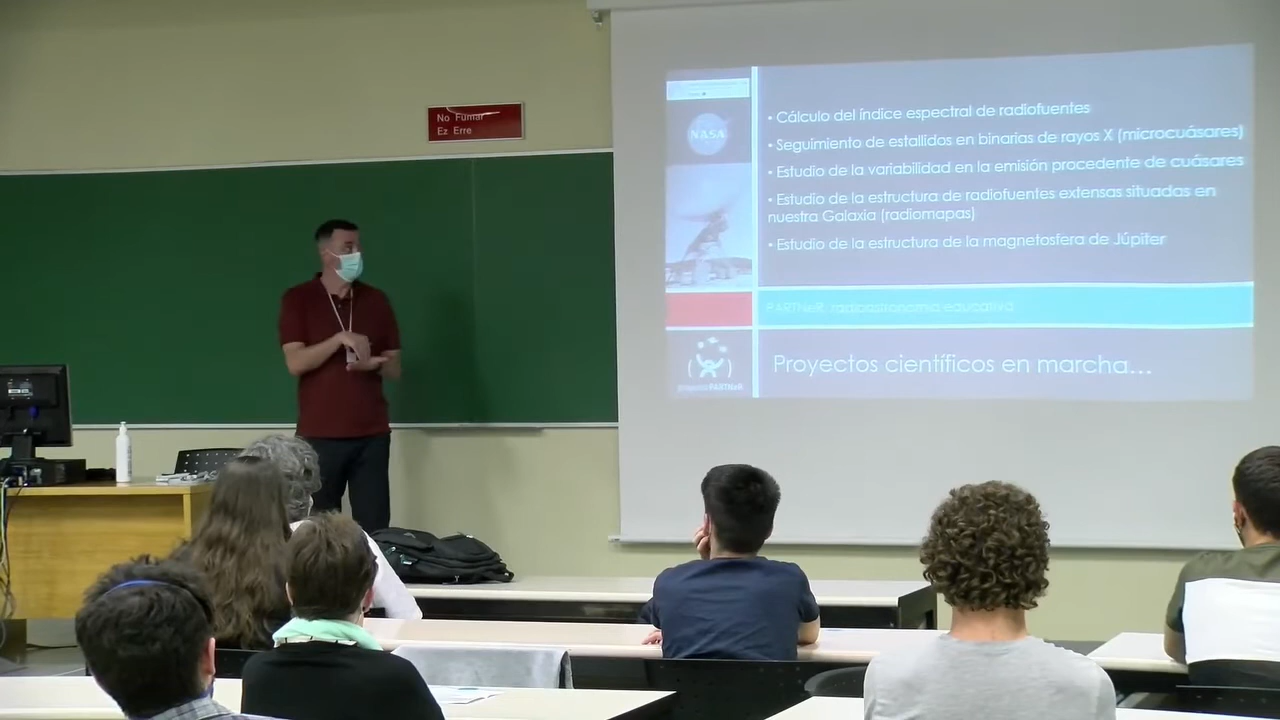 No Fumar
Ez Erre
NASA
• Cálculo del índice espectral de radiofuentes
• Seguimiento de estallidos en binarias de rayos X (microcuásares)
• Estudio de la variabilidad en la emisión procedente de cuásares
• Estudio de la estructura de radiofuentes extensas situadas en
nuestra Galaxia (radiomapas)
• Estudio de la estructura de la magnetosfera de Júpiter
PARTNeR, radioastronomía educativa
Proyectos científicos en marcha...
proyecto PARTNeR